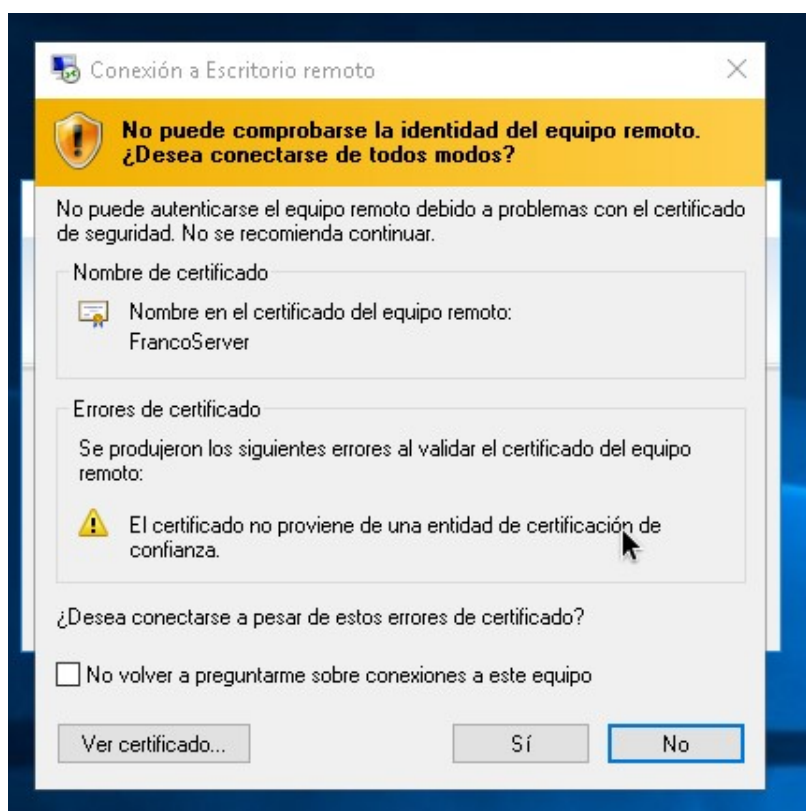 Conexión a Escritorio remoto
No puede comprobarse la identidad del equipo remoto.
¿Desea conectarse de todos modos?
No puede autenticarse el equipo remoto debido a problemas con el certificado
de seguridad. No se recomienda continuar.
Nombre de certificado
Nombre en el certificado del equipo remoto:
FrancoServer
Errores de certificado
Se produjeron los siguientes errores al validar el certificado del equipo
remoto:
El certificado no proviene de una entidad de certificación de
confianza.
¿Desea conectarse a pesar de estos errores de certificado?
No volver a preguntarme sobre conexiones a este equipo
Ver certificado...
Sí
No